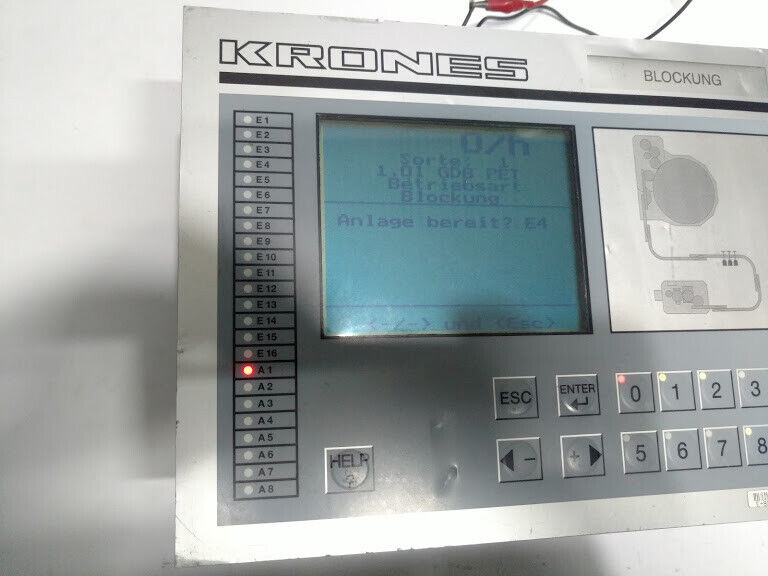 KRONES
BLOCKUNG
E1
E2
E3
E4
E5
E6
E7
E8
E9
E10
E11
E12
E13
E14
E15
E16
A1
A2
A3
A4
A5
A6
A7
A8
0/h
Sorte: 1
1,0l GDB PET
Betriebsart
Blockung
Anlage bereit? E4
<-/-> und <Esc>
ESC
ENTER
0
1
2
3
HELP
?
-
+
5
6
7
8